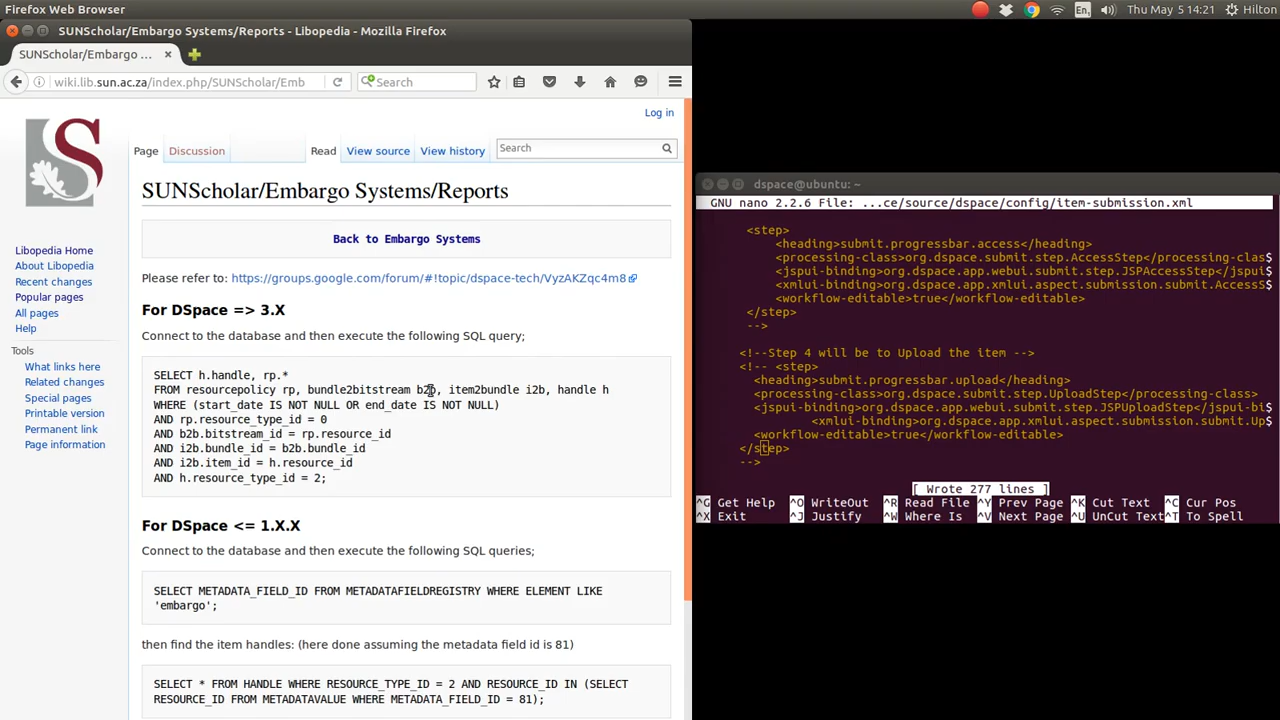 Firefox Web Browser
En
Thu May 5 14:21
Hilton
SUNScholar/Embargo Systems/Reports - Libopedia - Mozilla Firefox
SUNScholar/Embargo ...
wiki.lib.sun.ac.za/index.php/SUNScholar/Emb
Search
Log in
Page
Discussion
Read
View source
View history
Search
SUNScholar/Embargo Systems/Reports
Back to Embargo Systems
Libopedia Home
About Libopedia
Recent changes
Popular pages
All pages
Help
Tools
What links here
Related changes
Special pages
Printable version
Permanent link
Page information
Please refer to: https://groups.google.com/forum/#!topic/dspace-tech/VyzAKZqc4m8
For DSpace => 3.X
Connect to the database and then execute the following SQL query;
SELECT h.handle, rp.*
FROM resourcepolicy rp, bundle2bitstream b2b, item2bundle i2b, handle h
WHERE (start_date IS NOT NULL OR end_date IS NOT NULL)
AND rp.resource_type_id = 0
AND b2b.bitstream_id = rp.resource_id
AND i2b.bundle_id = b2b.bundle_id
AND i2b.item_id = h.resource_id
AND h.resource_type_id = 2;
For DSpace <= 1.X.X
Connect to the database and then execute the following SQL queries;
SELECT METADATA_FIELD_ID FROM METADATAFIELDREGISTRY WHERE ELEMENT LIKE
'embargo';
then find the item handles: (here done assuming the metadata field id is 81)
SELECT * FROM HANDLE WHERE RESOURCE_TYPE_ID = 2 AND RESOURCE_ID IN (SELECT
RESOURCE_ID FROM METADATAVALUE WHERE METADATA_FIELD_ID = 81);
dspace@ubuntu: ~
GNU nano 2.2.6 File: ...ce/source/dspace/config/item-submission.xml
<step>
<heading>submit.progressbar.access</heading>
<processing-class>org.dspace.submit.step.AccessStep</processing-clas$
<jspui-binding>org.dspace.app.webui.submit.step.JSPAccessStep</jspui$
<xmlui-binding>org.dspace.app.xmlui.aspect.submission.submit.AccessS$
<workflow-editable>true</workflow-editable>
</step>
-->
<!--Step 4 will be to Upload the item -->
<!-- <step>
<heading>submit.progressbar.upload</heading>
<processing-class>org.dspace.submit.step.UploadStep</processing-class>
<jspui-binding>org.dspace.app.webui.submit.step.JSPUploadStep</jspui-bi$
<xmlui-binding>org.dspace.app.xmlui.aspect.submission.submit.Up$
<workflow-editable>true</workflow-editable>
</step>
-->
[ Wrote 277 lines ]
^G Get Help ^O WriteOut ^R Read File ^Y Prev Page ^K Cut Text ^C Cur Pos
^X Exit ^J Justify ^W Where Is ^V Next Page ^U UnCut Text ^T To Spell